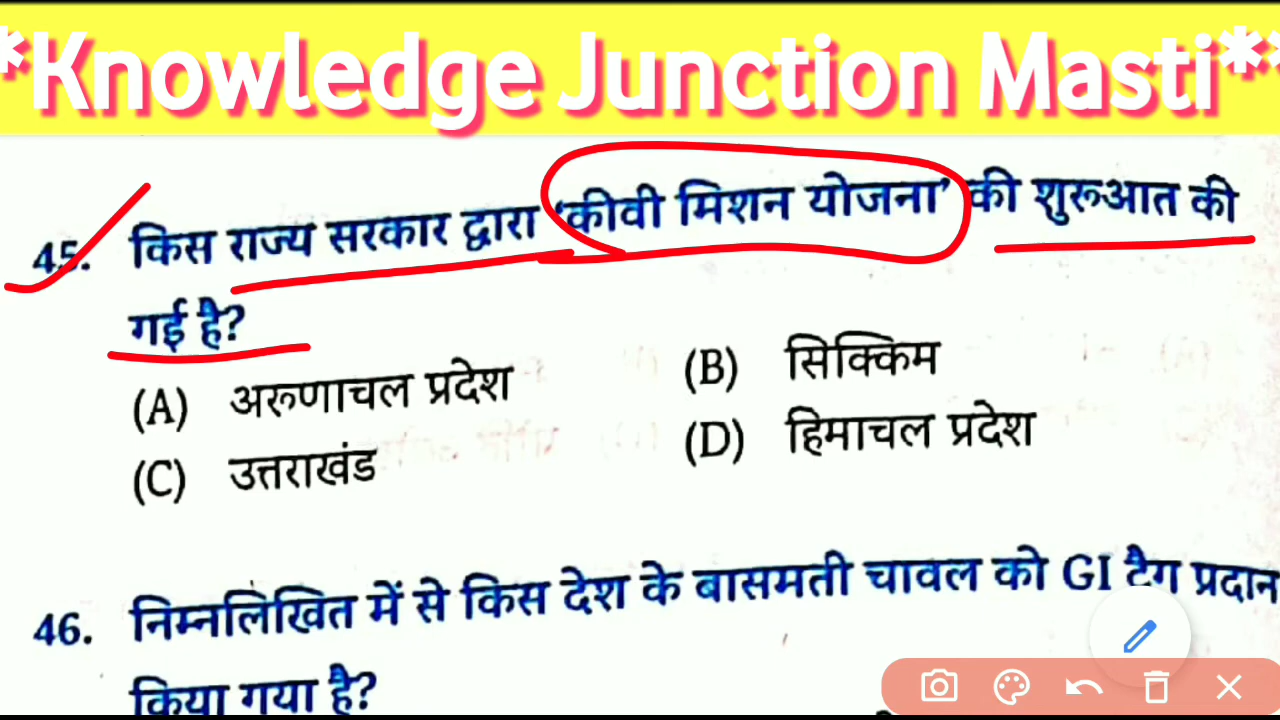 *Knowledge Junction Masti**
45. किस राज्य सरकार द्वारा 'कीवी मिशन योजना' की शुरूआत की
गई है?
(A) अरूणाचल प्रदेश (B) सिक्किम
(C) उत्तराखंड (D) हिमाचल प्रदेश
46. निम्नलिखित में से किस देश के बासमती चावल को GI टैग प्रदान
किया गया है?